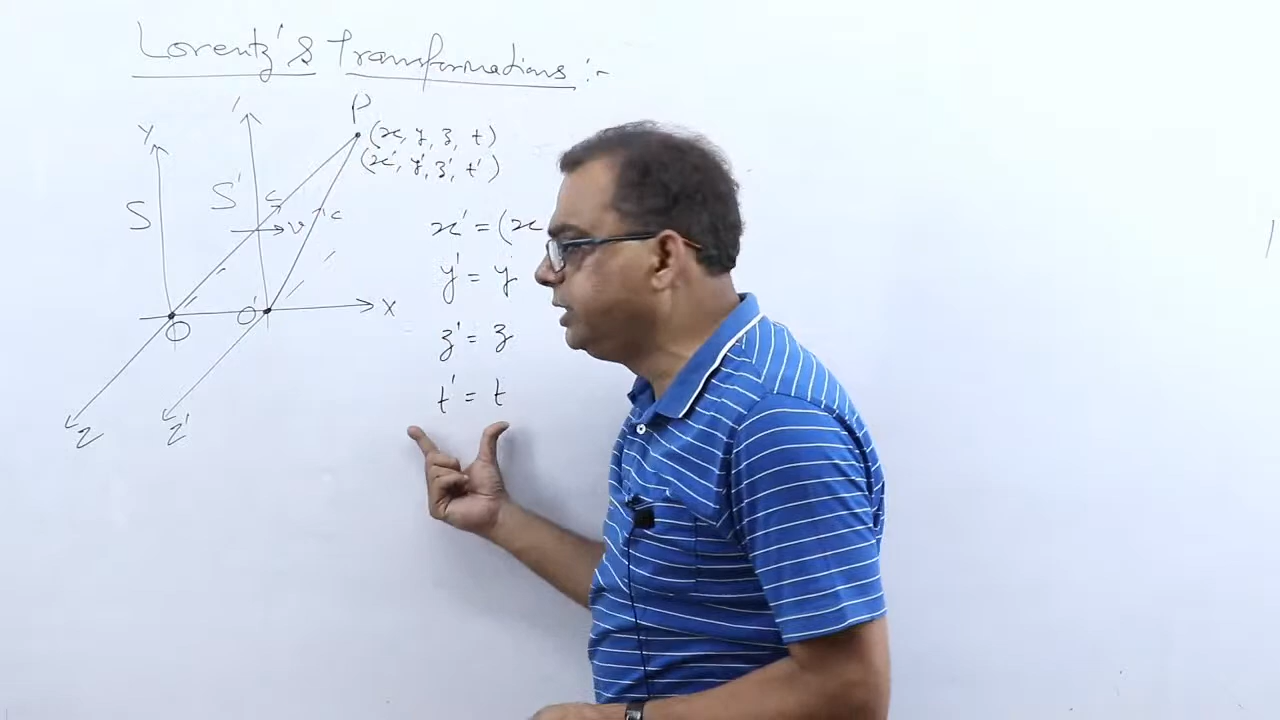 Lorentz's Transformations :-
P
Y
(x, y, z, t)
(x', y', z', t')
S
S'
c
c
v
x' = (x
y' = y
z' = z
t' = t
O
O'
X
Z
Z'